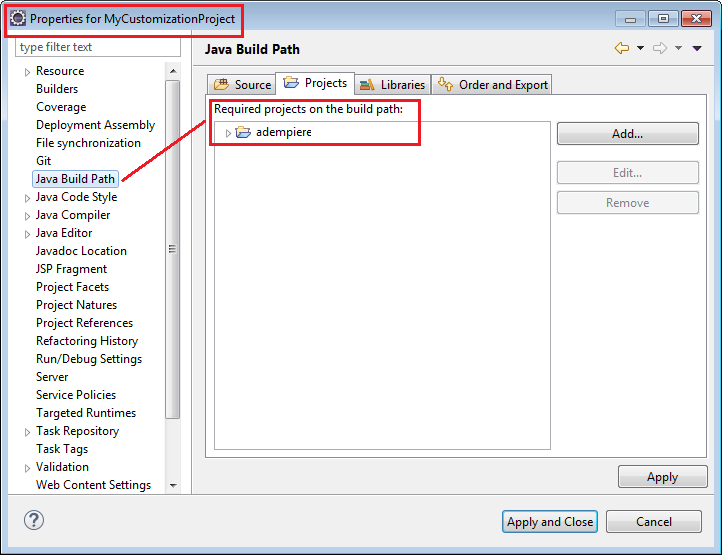 Properties for MyCustomizationProject
type filter text
Resource
Builders
Coverage
Deployment Assembly
File synchronization
Git
Java Build Path
Java Code Style
Java Compiler
Java Editor
Javadoc Location
JSP Fragment
Project Facets
Project Natures
Project References
Refactoring History
Run/Debug Settings
Server
Service Policies
Targeted Runtimes
Task Repository
Task Tags
Validation
Web Content Settings
Java Build Path
Source Projects Libraries Order and Export
Required projects on the build path:
adempiere
Add...
Edit...
Remove
Apply
Apply and Close Cancel